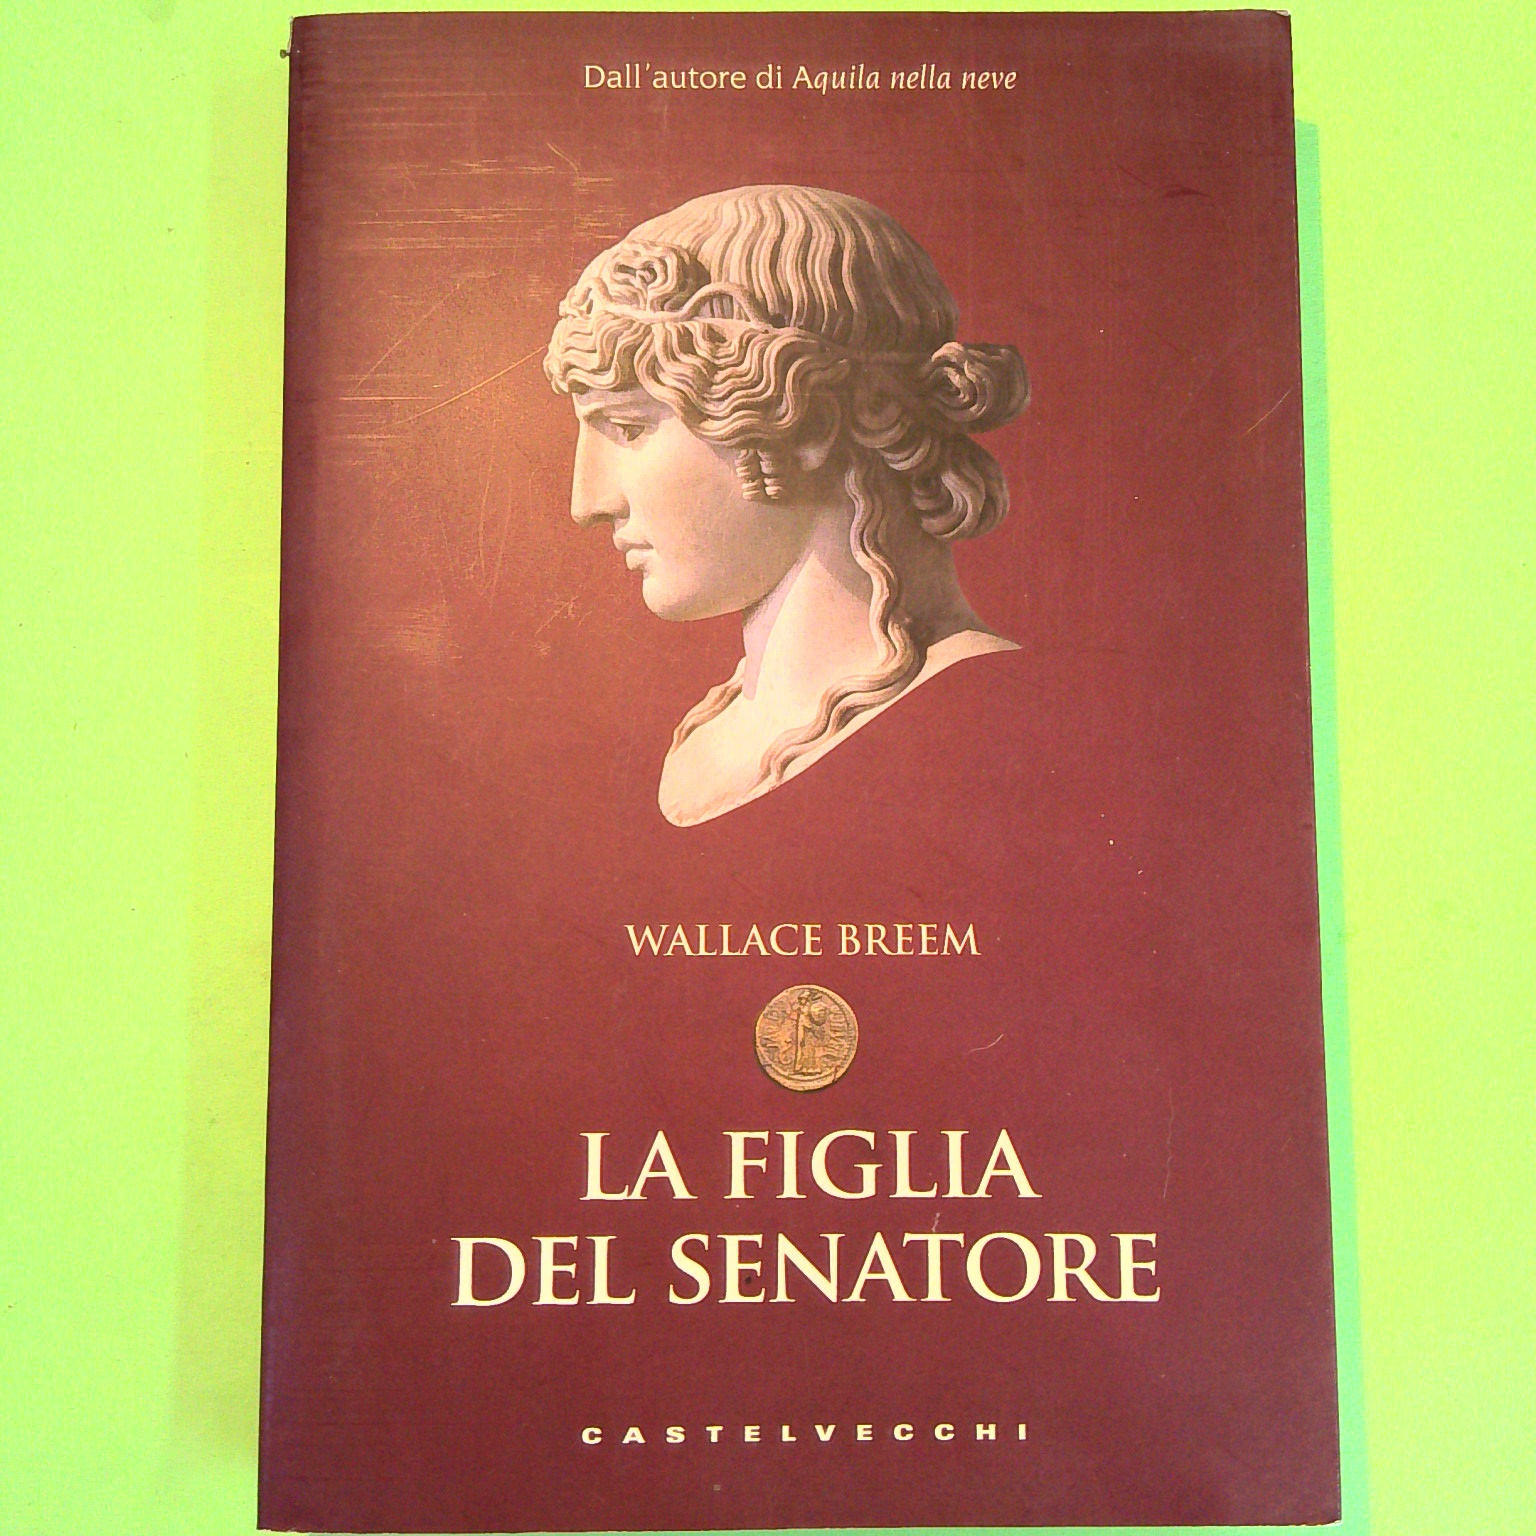 Dall'autore di Aquila nella neve
WALLACE BREEM
LA FIGLIA
DEL SENATORE
CASTELVECCHI